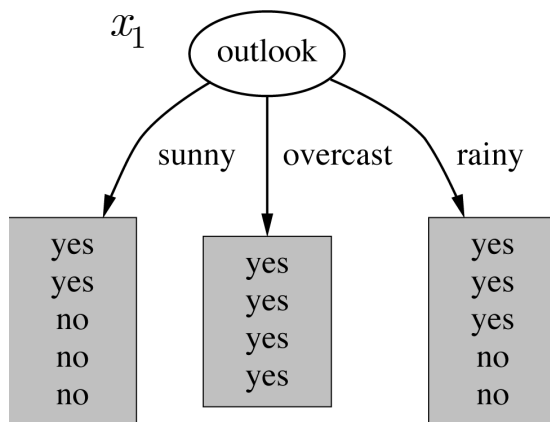 x₁
outlook
sunny
overcast
rainy
yes
yes
no
no
no
yes
yes
yes
yes
yes
yes
yes
no
no